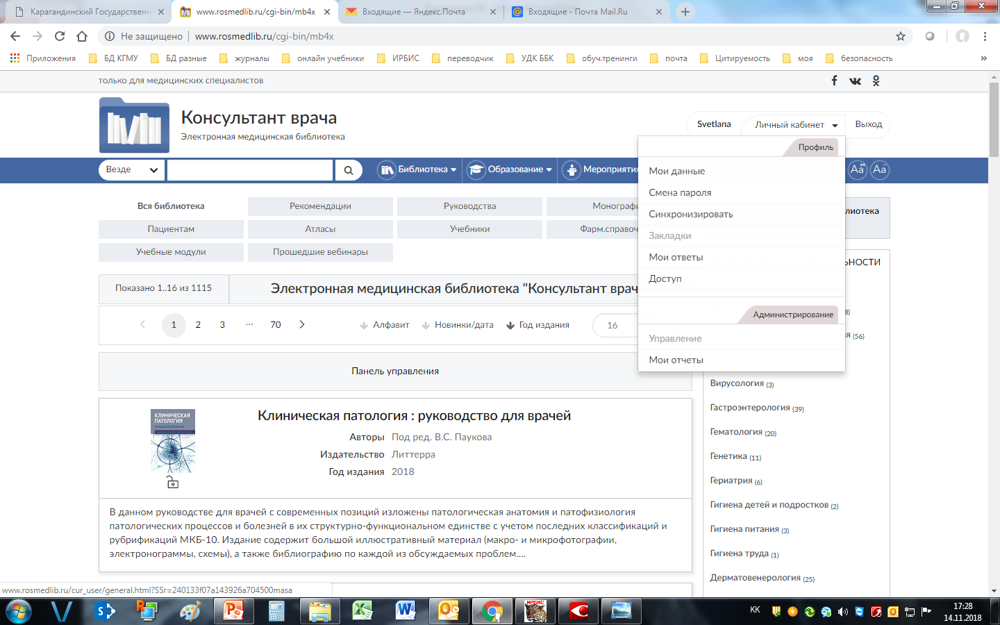 Карагандинский Государственн
www.rosmedlib.ru/cgi-bin/mb4x
Входящие — Яндекс.Почта
Входящие - Почта Mail.Ru
Не защищено
www.rosmedlib.ru/cgi-bin/mb4x
Приложения
БД КГМУ
БД разные
журналы
онлайн учебники
ИРБИС
переводчик
УДК ББК
обуч.тренинги
почта
Цитируемость
моя
безопасность
»
только для медицинских специалистов
Консультант врача
Электронная медицинская библиотека
Svetlana
Личный кабинет
Выход
Везде
Библиотека
Образование
Мероприятия
Aa
Aa
Профиль
Мои данные
Смена пароля
Синхронизировать
Закладки
Мои ответы
Доступ
Администрирование
Управление
Мои отчеты
Вся библиотека
Рекомендации
Руководства
Монографи
Пациентам
Атласы
Учебники
Фарм.справоч
Учебные модули
Прошедшие вебинары
лиотека
ЬНОСТИ
8)
я (56)
Показано 1..16 из 1115
Электронная медицинская библиотека "Консультант врач
1
2
3
...
70
Алфавит
Новинки/дата
Год издания
16
Панель управления
КЛИНИЧЕСКАЯ
ПАТОЛОГИЯ
Клиническая патология : руководство для врачей
Авторы Под ред. В.С. Паукова
Издательство Литтерра
Год издания 2018
В данном руководстве для врачей с современных позиций изложены патологическая анатомия и патофизиология
патологических процессов и болезней в их структурно-функциональном единстве с учетом последних классификаций и
рубрификаций МКБ-10. Издание содержит большой иллюстративный материал (макро- и микрофотографии,
электронограммы, схемы), а также библиографию по каждой из обсуждаемых проблем....
Вирусология (3)
Гастроэнтерология (39)
Гематология (20)
Генетика (11)
Гериатрия (6)
Гигиена детей и подростков (2)
Гигиена питания (3)
Гигиена труда (1)
Дерматовенерология (25)
www.rosmedlib.ru/cur_user/general.html?SSr=240133f07a143926a704500masa
ИРБИС
KK
17:28
14.11.2018